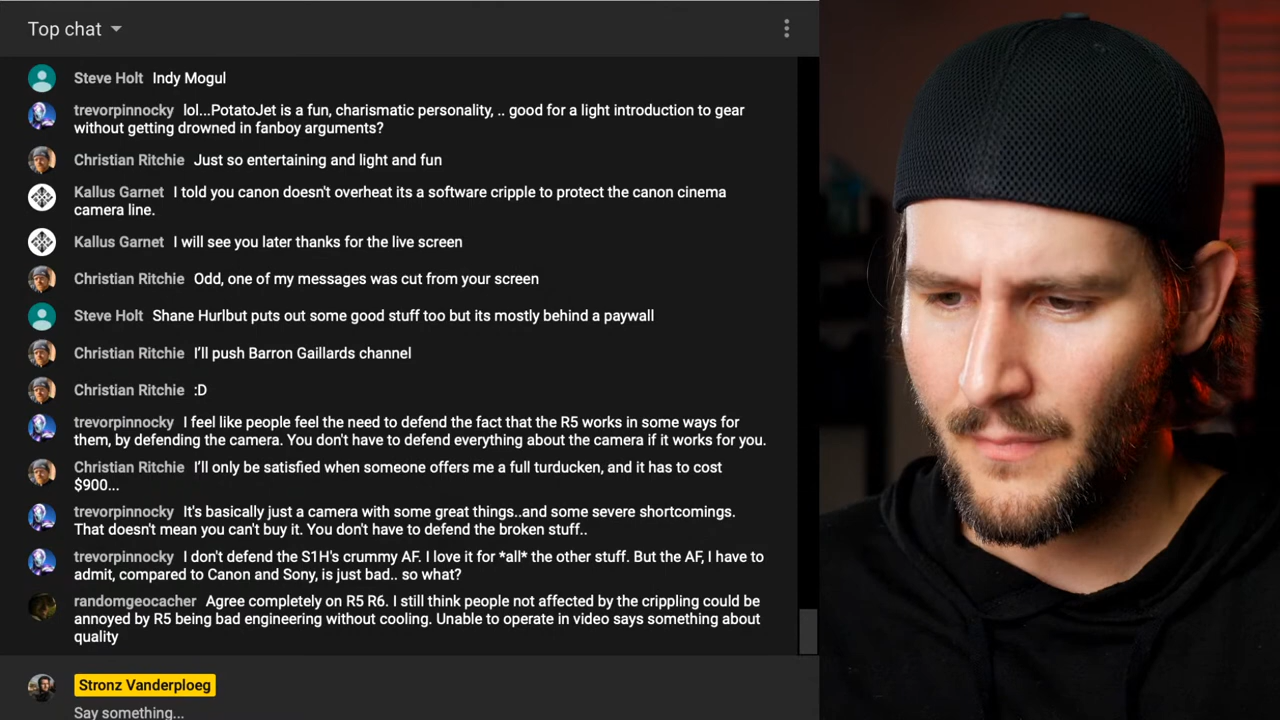 Top chat
Steve Holt Indy Mogul
trevorpinnocky lol...PotatoJet is a fun, charismatic personality, .. good for a light introduction to gear
without getting drowned in fanboy arguments?
Christian Ritchie Just so entertaining and light and fun
Kallus Garnet I told you canon doesn't overheat its a software cripple to protect the canon cinema
camera line.
Kallus Garnet I will see you later thanks for the live screen
Christian Ritchie Odd, one of my messages was cut from your screen
Steve Holt Shane Hurlbut puts out some good stuff too but its mostly behind a paywall
Christian Ritchie I'll push Barron Gaillards channel
Christian Ritchie :D
trevorpinnocky I feel like people feel the need to defend the fact that the R5 works in some ways for
them, by defending the camera. You don't have to defend everything about the camera if it works for you.
Christian Ritchie I'll only be satisfied when someone offers me a full turducken, and it has to cost
$900...
trevorpinnocky It's basically just a camera with some great things..and some severe shortcomings.
That doesn't mean you can't buy it. You don't have to defend the broken stuff..
trevorpinnocky I don't defend the S1H's crummy AF. I love it for *all* the other stuff. But the AF, I have to
admit, compared to Canon and Sony, is just bad.. so what?
randomgeocacher Agree completely on R5 R6. I still think people not affected by the crippling could be
annoyed by R5 being bad engineering without cooling. Unable to operate in video says something about
quality
Stronz Vanderploeg
Say something...